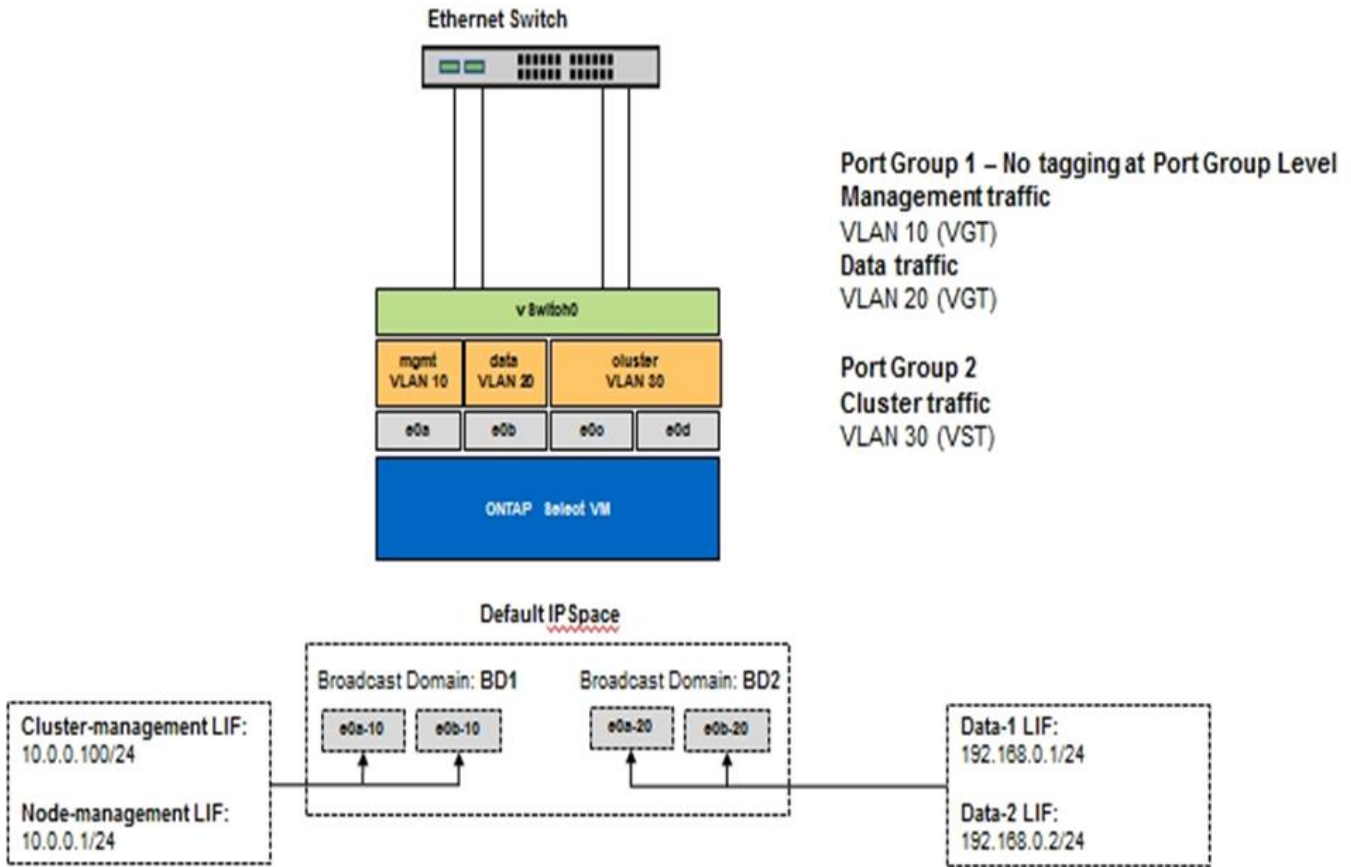 Ethernet Switch
Port Group 1 – No tagging at Port Group Level
Management traffic
VLAN 10 (VGT)
Data traffic
VLAN 20 (VGT)
Port Group 2
Cluster traffic
VLAN 30 (VST)
vSwitch0
mgmt
VLAN 10
data
VLAN 20
cluster
VLAN 30
e0a
e0b
e0c
e0d
ONTAP Select VM
Default IPSpace
Broadcast Domain: BD1
Broadcast Domain: BD2
e0a-10
e0b-10
e0a-20
e0b-20
Cluster-management LIF:
10.0.0.100/24
Node-management LIF:
10.0.0.1/24
Data-1 LIF:
192.168.0.1/24
Data-2 LIF:
192.168.0.2/24